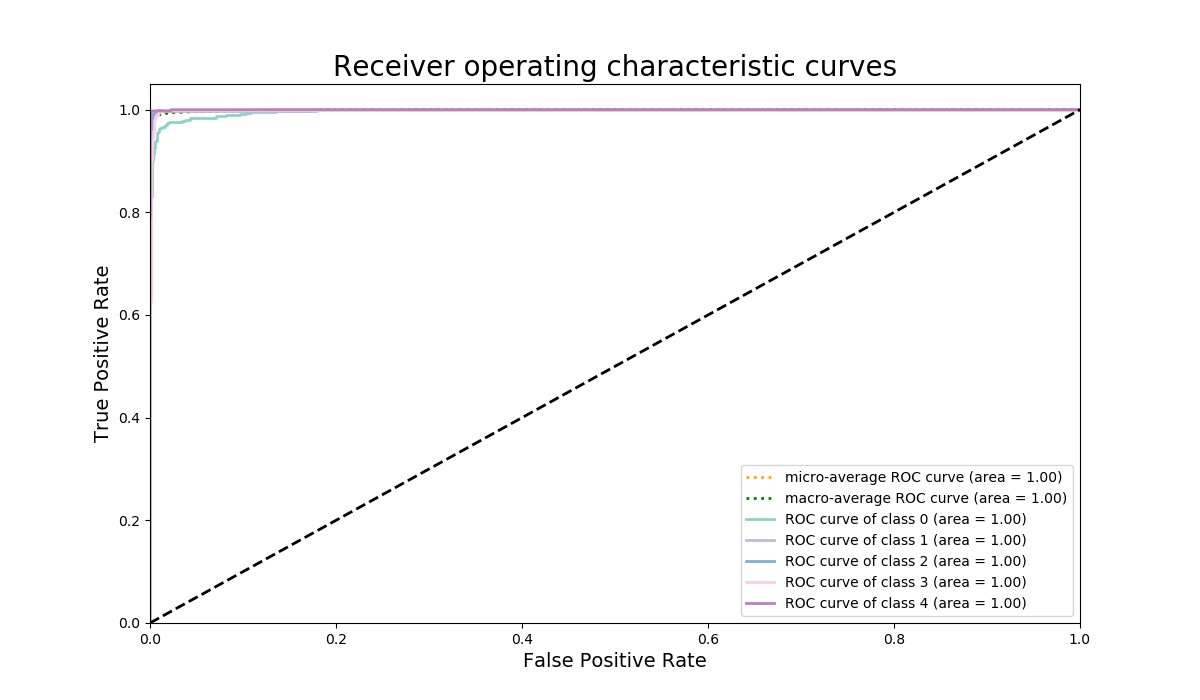 Receiver operating characteristic curves
1.0
0.8
0.6
0.4
0.2
0.0
True Positive Rate
micro-average ROC curve (area = 1.00)
macro-average ROC curve (area = 1.00)
ROC curve of class 0 (area = 1.00)
ROC curve of class 1 (area = 1.00)
ROC curve of class 2 (area = 1.00)
ROC curve of class 3 (area = 1.00)
ROC curve of class 4 (area = 1.00)
0.0 0.2 0.4 0.6 0.8 1.0
False Positive Rate